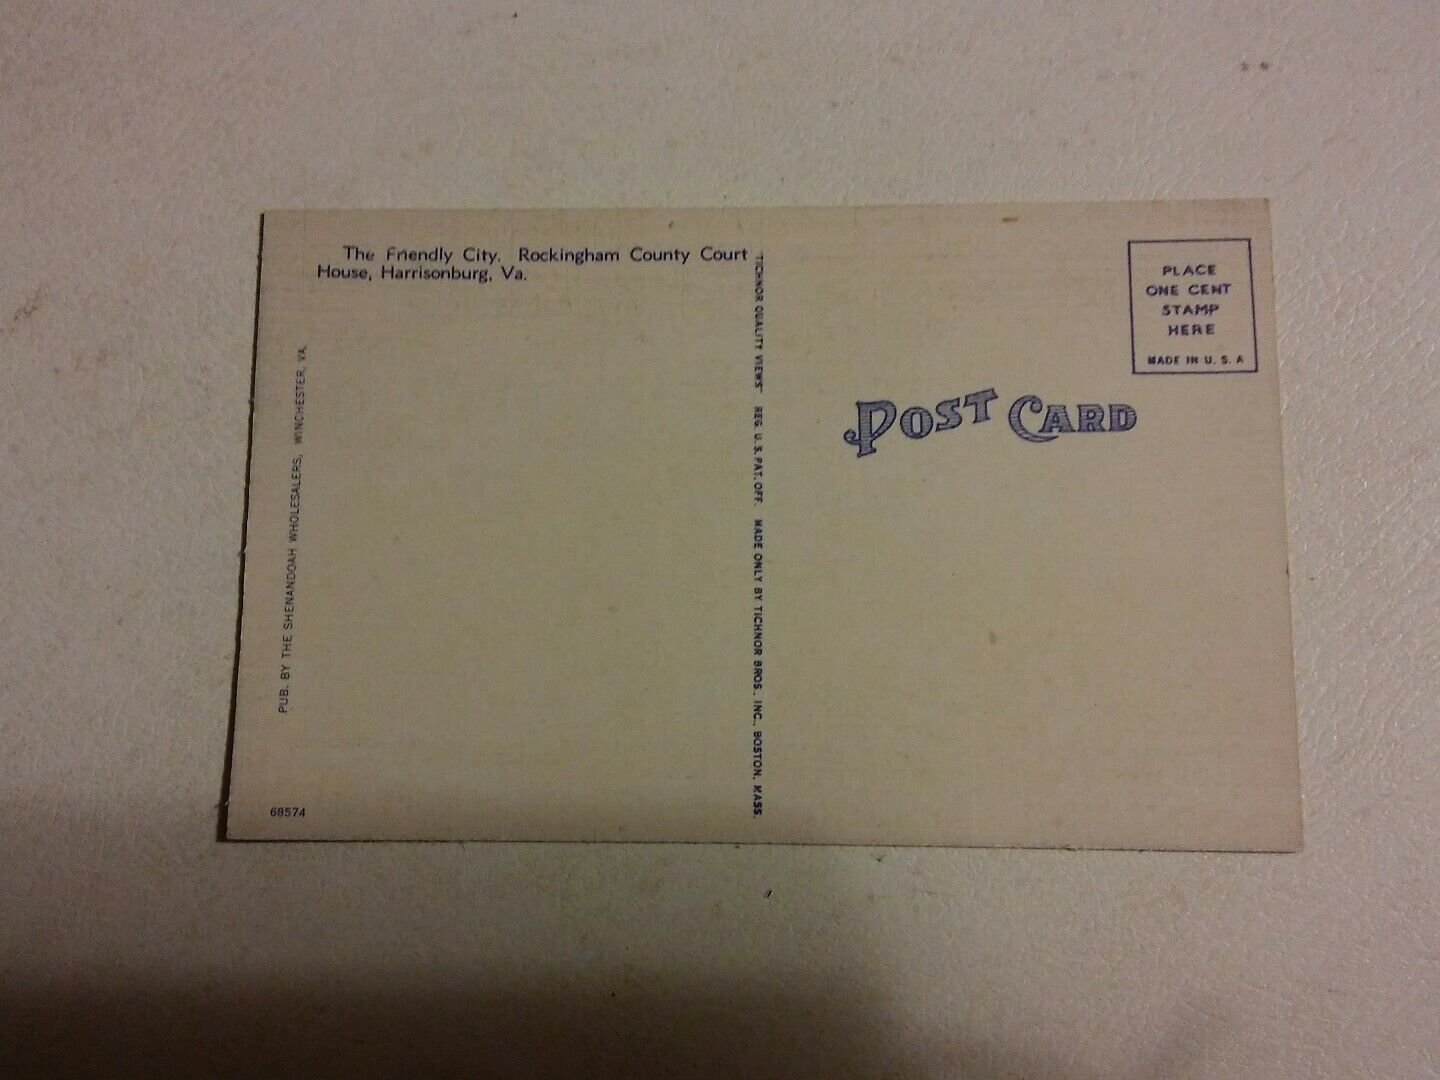 The Friendly City. Rockingham County Court
House, Harrisonburg, Va.
PUB. BY THE SHENANDOAH WHOLESALERS, WINCHESTER, VA.
68574
"TICHNOR QUALITY VIEWS" REG. U. S. PAT. OFF. MADE ONLY BY TICHNOR BROS., INC., BOSTON, MASS.
POST CARD
PLACE
ONE CENT
STAMP
HERE
MADE IN U. S. A